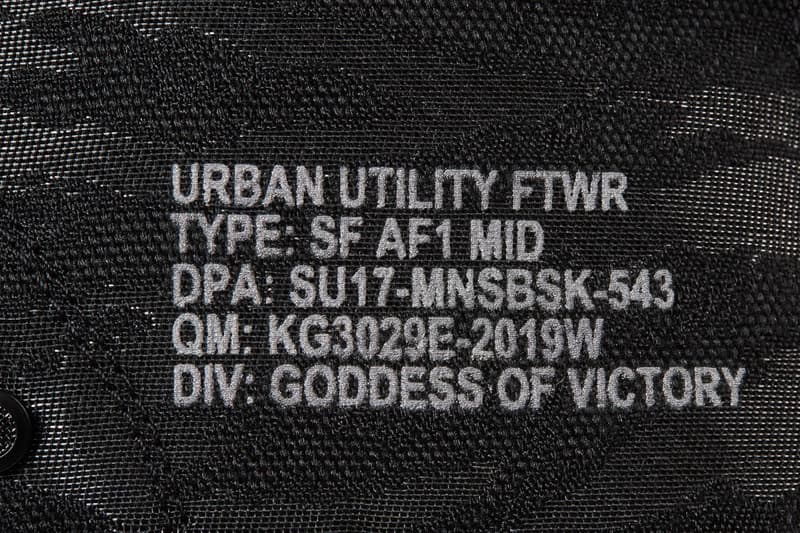 URBAN UTILITY FTWR
TYPE: SF AF1 MID
DPA: SU17-MNSBSK-543
QM: KG3029E-2019W
DIV: GODDESS OF VICTORY